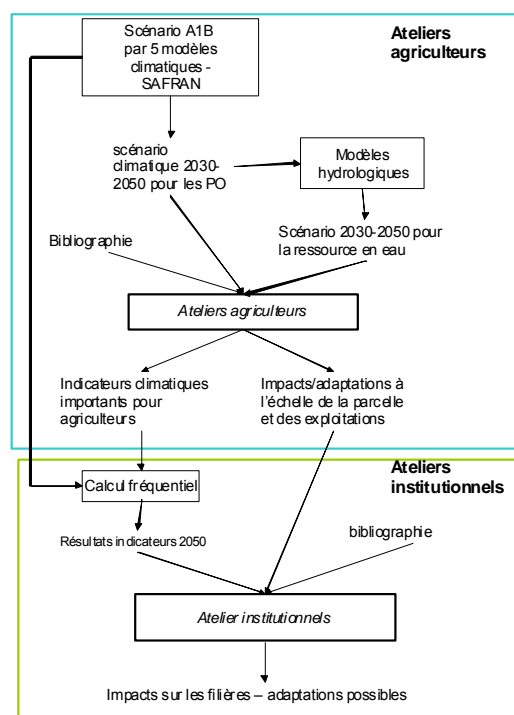 Scénario A1B
par 5 modèles
climatiques -
SAFRAN
Ateliers
agriculteurs
scénario
climatique 2030-
2050 pour les PO
Modèles
hydrologiques
Bibliographie
Scénario 2030-2050 pour
la ressource en eau
Ateliers agriculteurs
Indicateurs climatiques
importants pour
agriculteurs
Impacts/adaptations à
l'échelle de la parcelle
et des exploitations
Ateliers
institutionnels
Calcul fréquentiel
Résultats indicateurs 2050
bibliographie
Atelier institutionnels
Impacts sur les filières – adaptations possibles